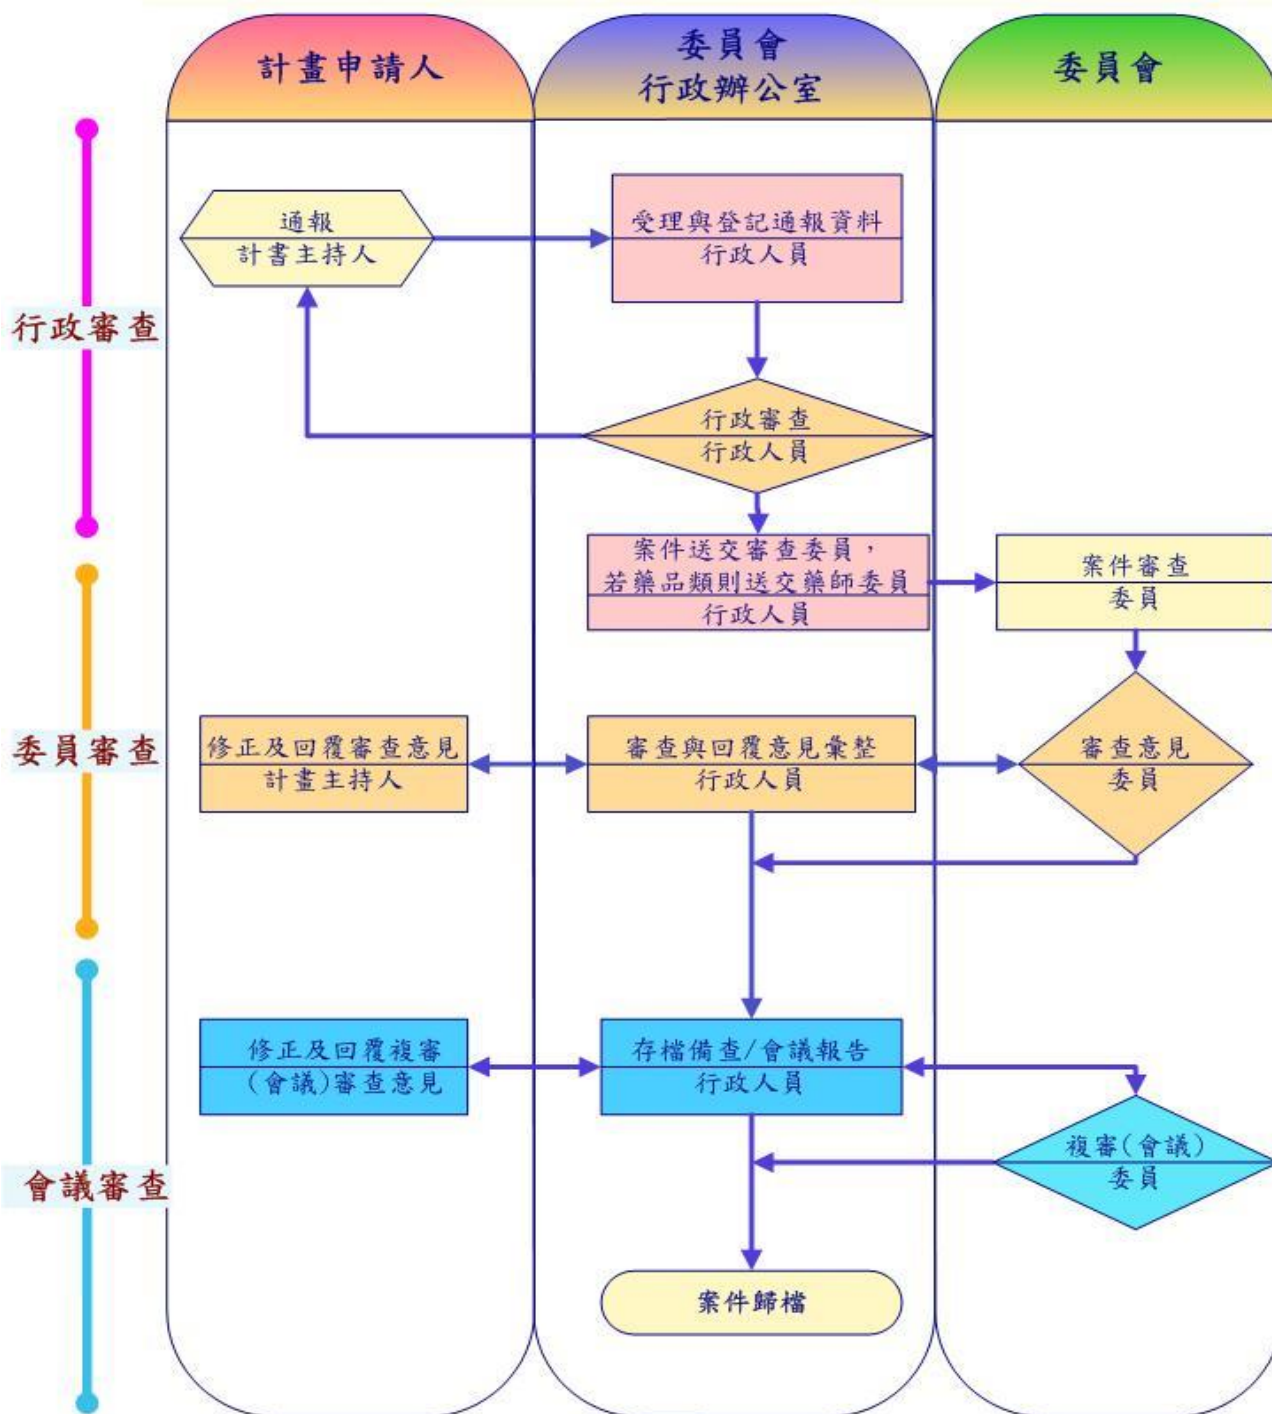 計畫申請人
委員會
行政辦公室
委員會
行政審查
通報
計書主持人
受理與登記通報資料
行政人員
行政審查
行政人員
案件送交審查委員，
若藥品類則送交藥師委員
行政人員
案件審查
委員
委員審查
修正及回覆審查意見
計畫主持人
審查與回覆意見彙整
行政人員
審查意見
委員
會議審查
修正及回覆複審
(會議)審查意見
存檔備查/會議報告
行政人員
複審(會議)
委員
案件歸檔